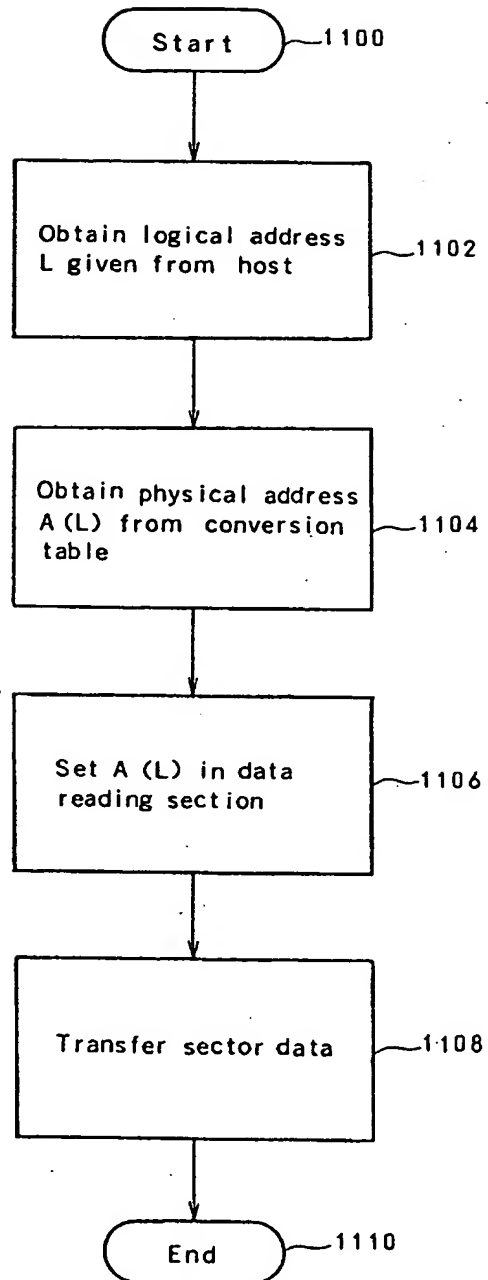 Start
1100
Obtain logical address
L given from host
1102
Obtain physical address
A (L) from conversion
table
1104
Set A (L) in data
reading section
1106
Transfer sector data
1108
End
1110